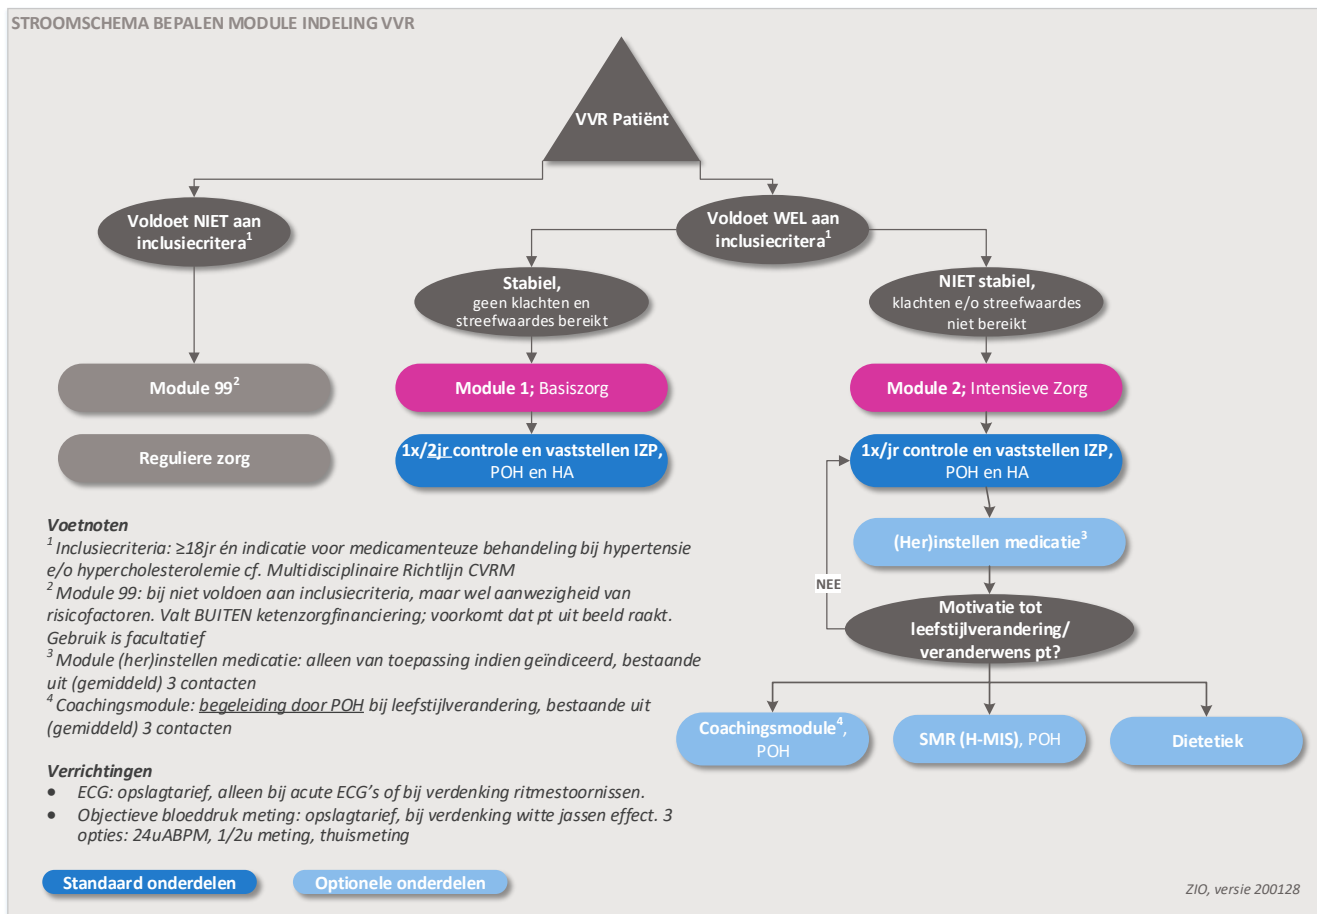 STROOMSCHEMA BEPALEN MODULE INDELING VVR
VVR Patiënt
Voldoet NIET aan
inclusiecritera¹
Voldoet WEL aan
inclusiecritera¹
Stabiel,
geen klachten en
streefwaardes bereikt
NIET stabiel,
klachten e/o streefwaardes
niet bereikt
Module 99²
Module 1; Basiszorg
Module 2; Intensieve Zorg
Reguliere zorg
1x/2jr controle en vaststellen IZP,
POH en HA
1x/jr controle en vaststellen IZP,
POH en HA
(Her)instellen medicatie³
NEE
Motivatie tot
leefstijlverandering/
veranderwens pt?
Coachingsmodule⁴,
POH
SMR (H-MIS), POH
Dietetiek
Voetnoten
¹ Inclusiecriteria: ≥18jr én indicatie voor medicamenteuze behandeling bij hypertensie
e/o hypercholesterolemie cf. Multidisciplinaire Richtlijn CVRM
² Module 99: bij niet voldoen aan inclusiecriteria, maar wel aanwezigheid van
risicofactoren. Valt BUITEN ketenzorgfinanciering; voorkomt dat pt uit beeld raakt.
Gebruik is facultatief
³ Module (her)instellen medicatie: alleen van toepassing indien geïndiceerd, bestaande
uit (gemiddeld) 3 contacten
⁴ Coachingsmodule: begeleiding door POH bij leefstijlverandering, bestaande uit
(gemiddeld) 3 contacten
Verrichtingen
• ECG: opslagtarief, alleen bij acute ECG's of bij verdenking ritmestoornissen.
• Objectieve bloeddruk meting: opslagtarief, bij verdenking witte jassen effect. 3
opties: 24uABPM, 1/2u meting, thuismeting
Standaard onderdelen
Optionele onderdelen
ZIO, versie 200128